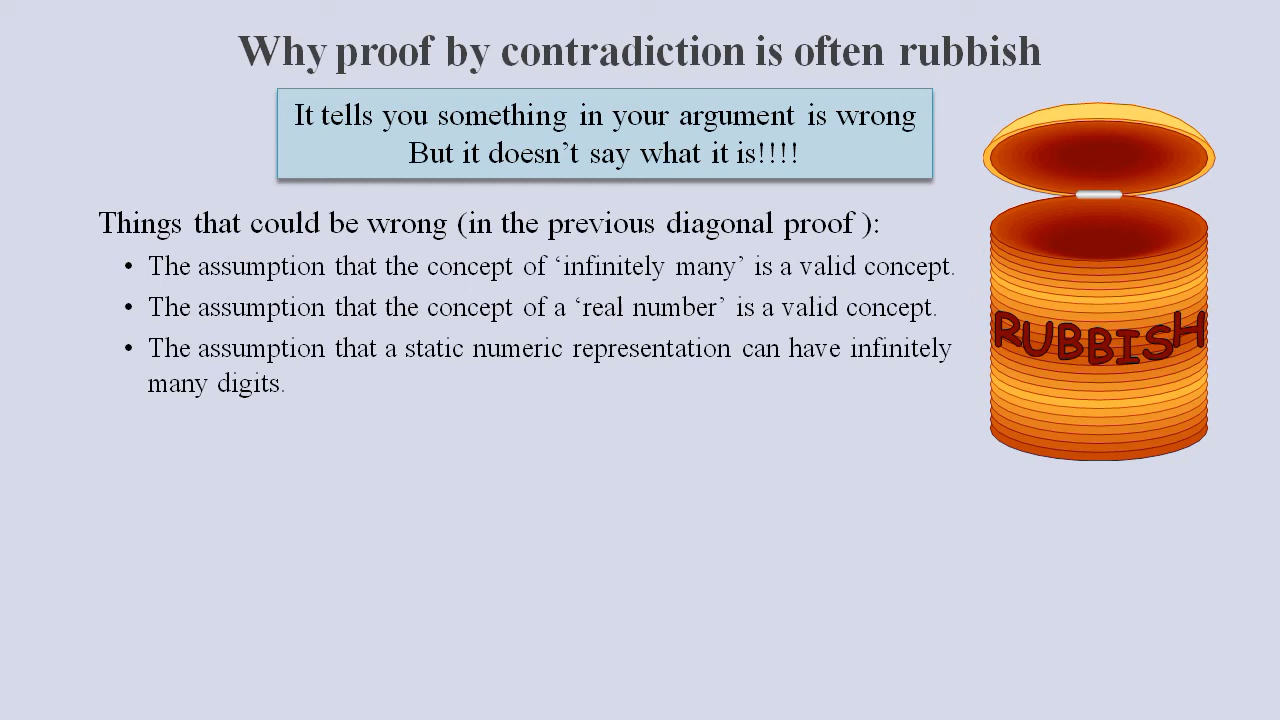 Why proof by contradiction is often rubbish
It tells you something in your argument is wrong
But it doesn’t say what it is!!!!
Things that could be wrong (in the previous diagonal proof ):
• The assumption that the concept of ‘infinitely many’ is a valid concept.
• The assumption that the concept of a ‘real number’ is a valid concept.
• The assumption that a static numeric representation can have infinitely
many digits.
RUBBISH